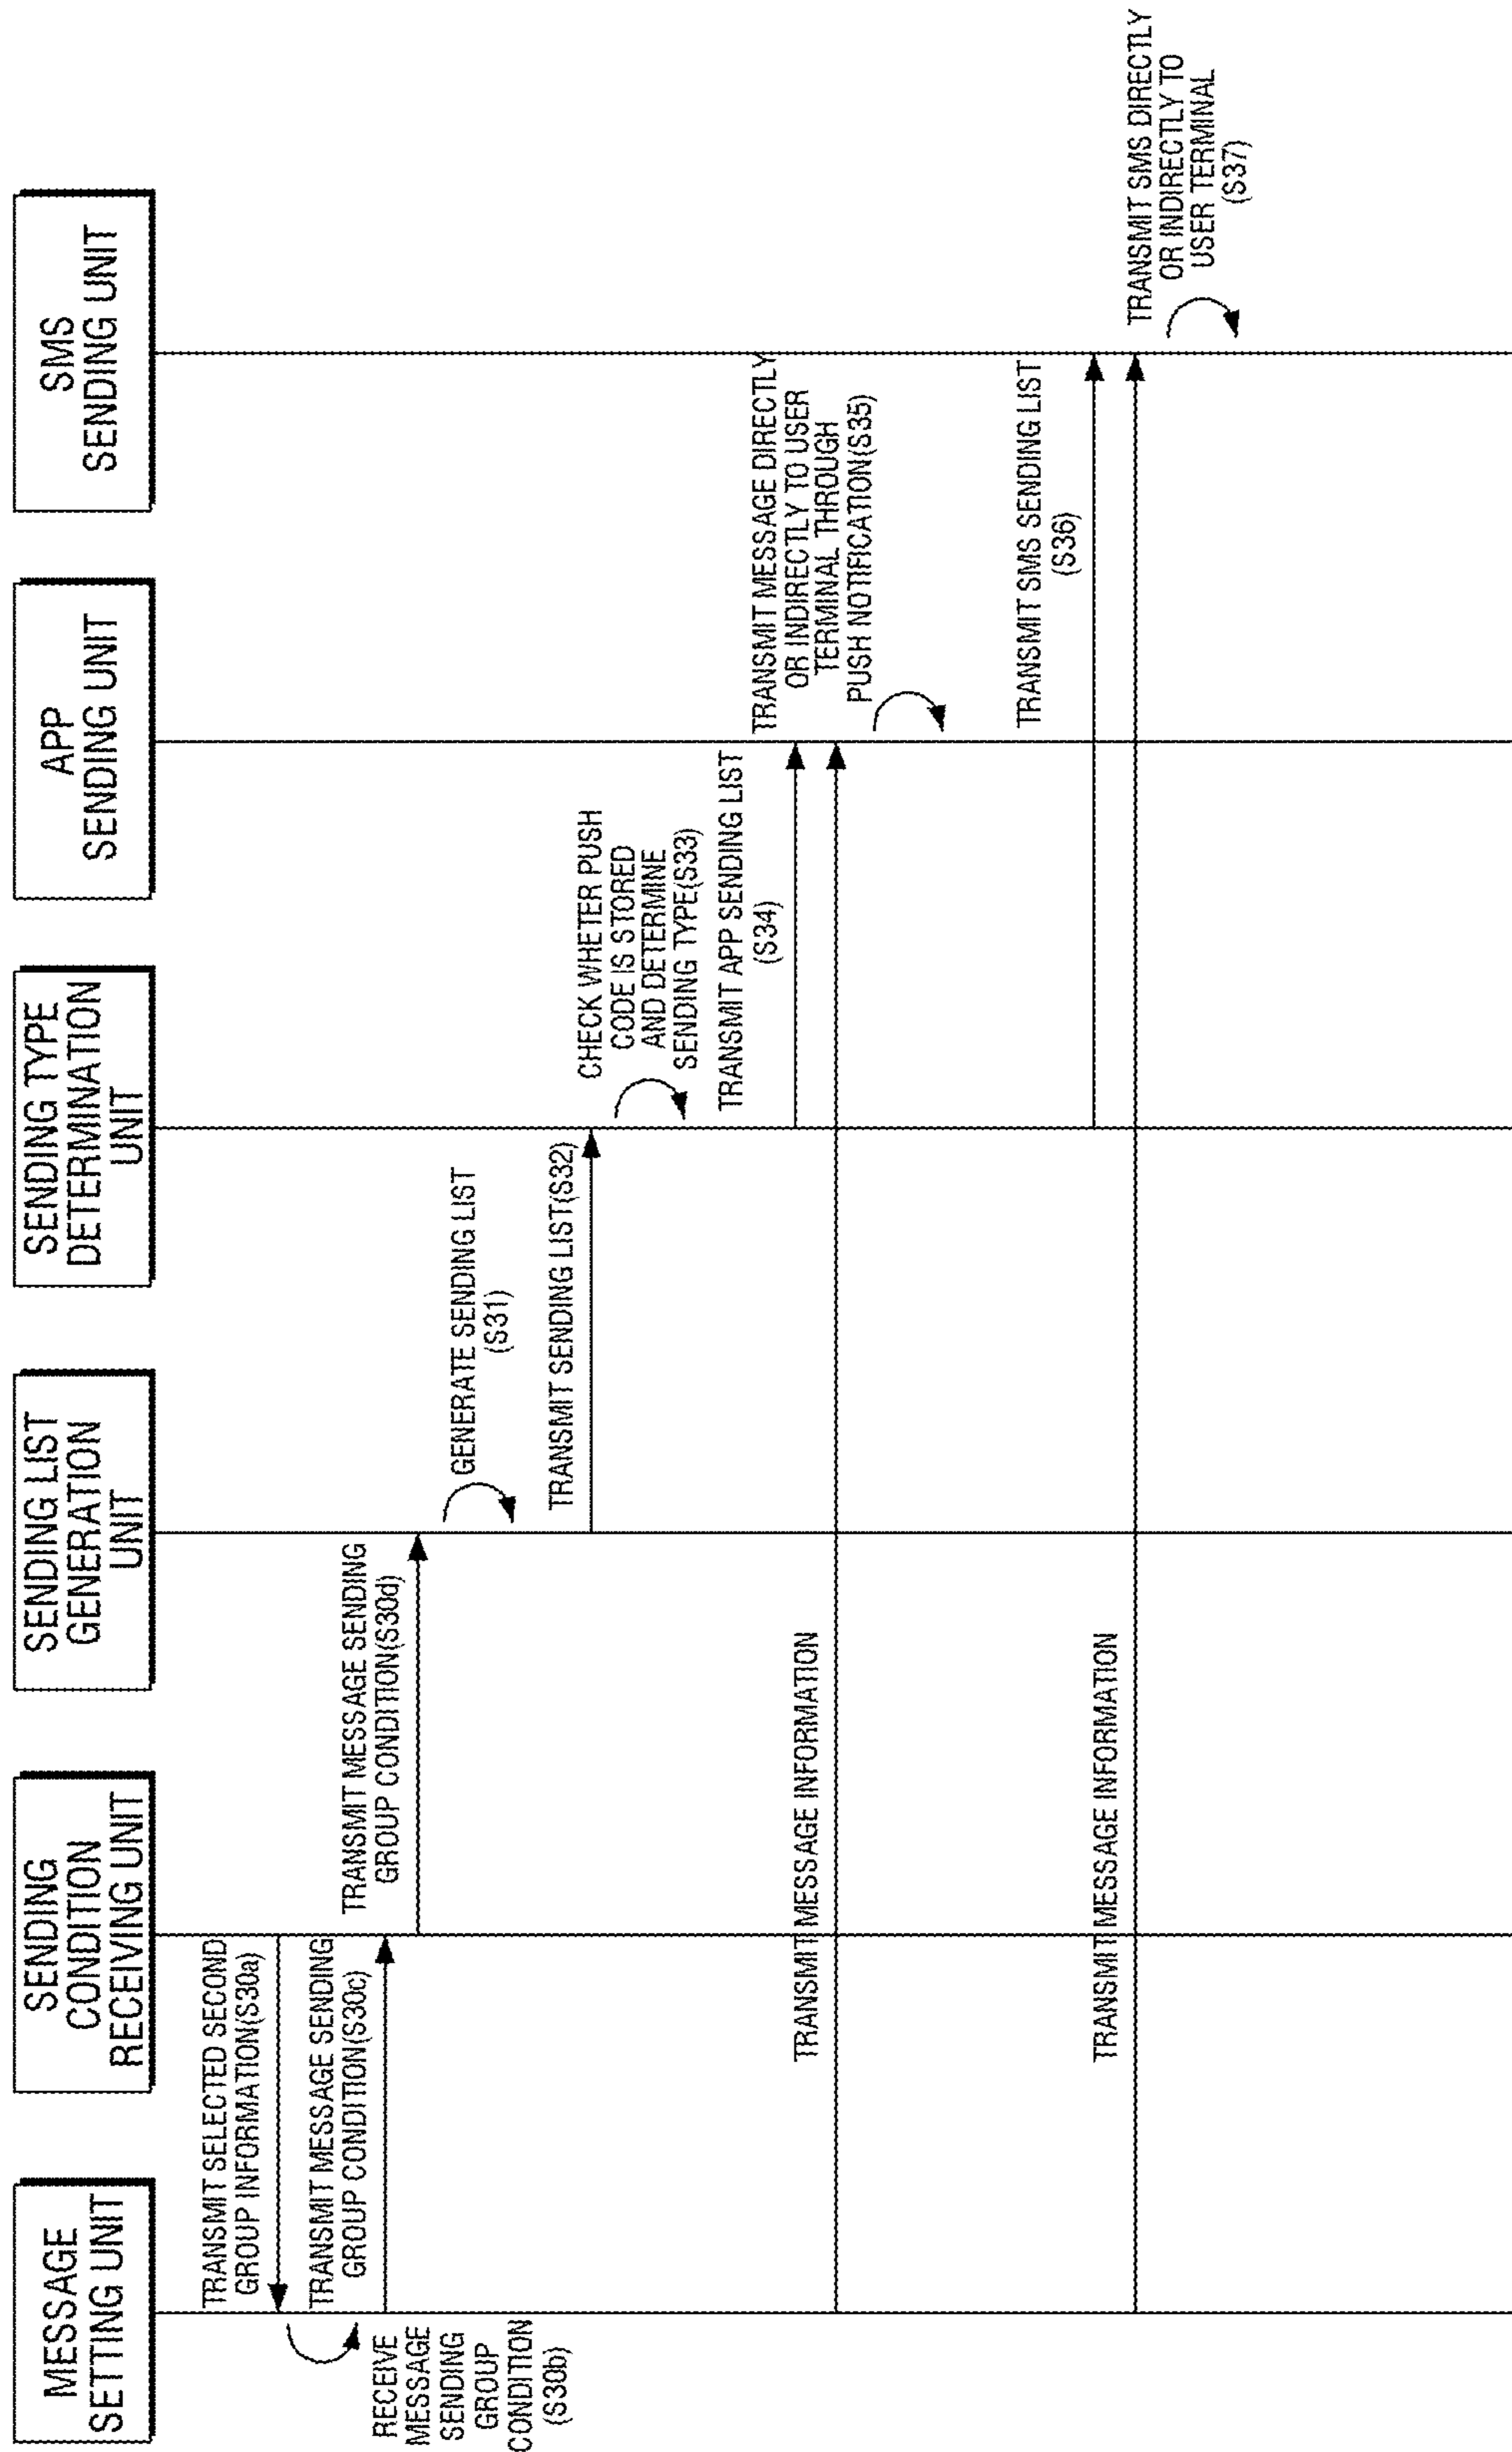 MESSAGE
SETTING UNIT
SENDING
CONDITION
RECEIVING UNIT
SENDING LIST
GENERATION
UNIT
SENDING TYPE
DETERMINATION
UNIT
APP
SENDING UNIT
SMS
SENDING UNIT
TRANSMIT SELECTED SECOND
GROUP INFORMATION(S30a)
RECEIVE
MESSAGE
SENDING
GROUP
CONDITION
(S30b)
TRANSMIT MESSAGE SENDING
GROUP CONDITION(S30c)
TRANSMIT MESSAGE SENDING
GROUP CONDITION(S30d)
GENERATE SENDING LIST
(S31)
TRANSMIT SENDING LIST(S32)
CHECK WHETER PUSH
CODE IS STORED
AND DETERMINE
SENDING TYPE(S33)
TRANSMIT APP SENDING LIST
(S34)
TRANSMIT MESSAGE INFORMATION
TRANSMIT MESSAGE DIRECTLY
OR INDIRECTLY TO USER
TERMINAL THROUGH
PUSH NOTIFICATION(S35)
TRANSMIT SMS SENDING LIST
(S36)
TRANSMIT MESSAGE INFORMATION
TRANSMIT SMS DIRECTLY
OR INDIRECTLY TO
USER TERMINAL
(S37)